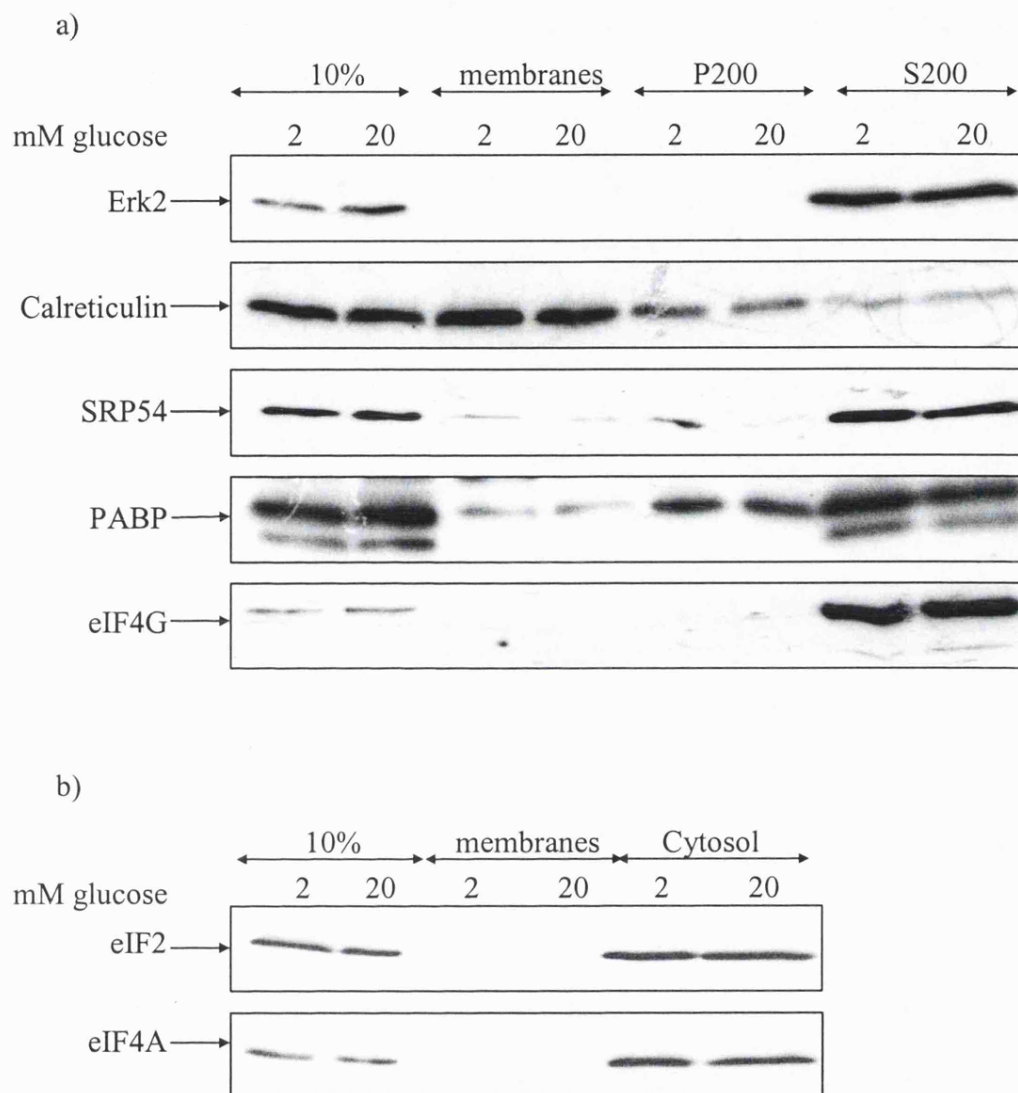 a)
10% membranes P200 S200
mM glucose 2 20 2 20 2 20 2 20
Erk2
Calreticulin
SRP54
PABP
eIF4G
b)
10% membranes Cytosol
mM glucose 2 20 2 20 2 20
eIF2
eIF4A